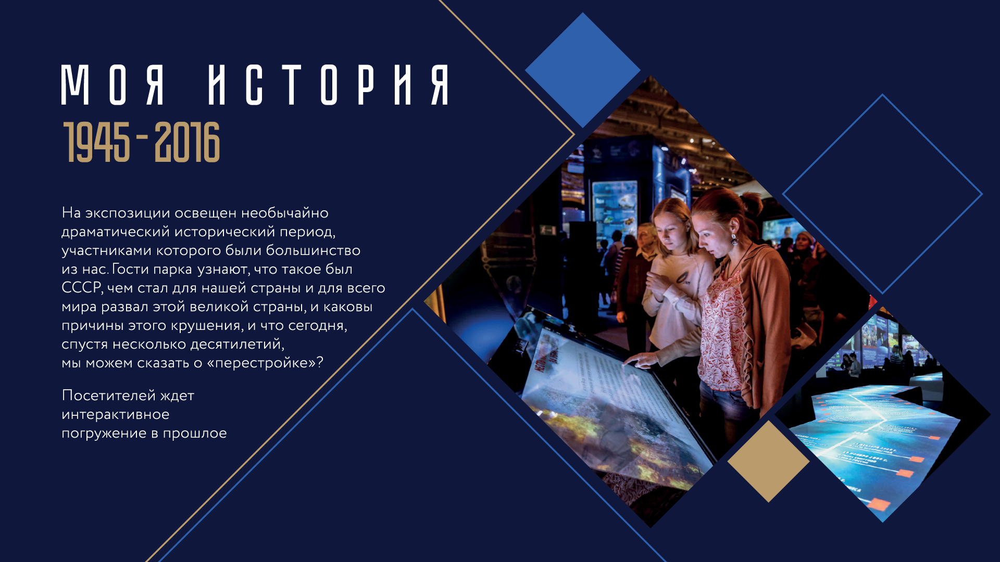 МОЯ ИСТОРИЯ
1945-2016
На экспозиции освещен необычайно
драматический исторический период,
участниками которого были большинство
из нас. Гости парка узнают, что такое был
СССР, чем стал для нашей страны и для всего
мира развал этой великой страны, и каковы
причины этого крушения, и что сегодня,
спустя несколько десятилетий,
мы можем сказать о «перестройке»?
Посетителей ждет
интерактивное
погружение в прошлое